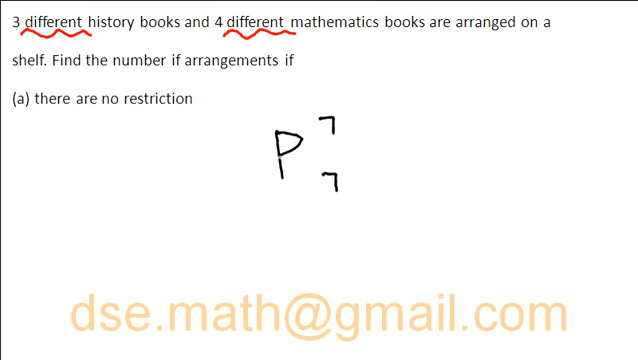 3 different history books and 4 different mathematics books are arranged on a
shelf. Find the number if arrangements if
(a) there are no restriction
P 7 7
dse.math@gmail.com